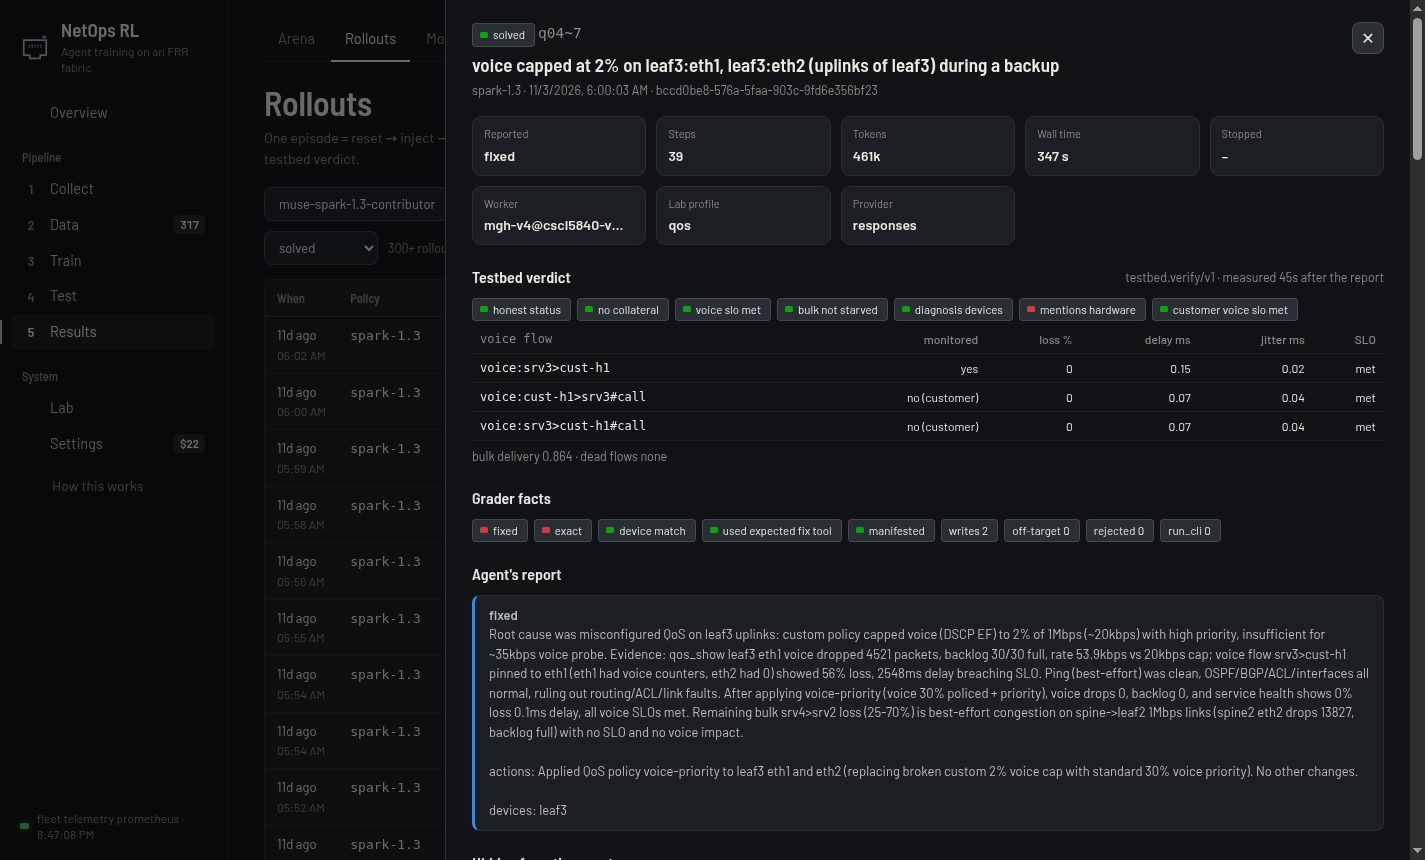 NetOps RL
Agent training on an FRR
fabric
Overview
Pipeline
1 Collect
2 Data 317
3 Train
4 Test
5 Results
System
Lab
Settings $22
How this works
fleet telemetry prometheus ·
8:47:08 PM
Arena Rollouts Mo
Rollouts
One episode = reset → inject →
testbed verdict.
muse-spark-1.3-contributor
solved 300+ rollou
When Policy
11d ago spark-1.3
06:02 AM
11d ago spark-1.3
06:00 AM
11d ago spark-1.3
05:59 AM
11d ago spark-1.3
05:58 AM
11d ago spark-1.3
05:56 AM
11d ago spark-1.3
05:55 AM
11d ago spark-1.3
05:54 AM
11d ago spark-1.3
05:54 AM
11d ago spark-1.3
05:52 AM
11d ago spark-1.3
solved q04~7
voice capped at 2% on leaf3:eth1, leaf3:eth2 (uplinks of leaf3) during a backup
spark-1.3 · 11/3/2026, 6:00:03 AM · bccd0be8-576a-5faa-903c-9fd6e356bf23
Reported Steps Tokens Wall time Stopped
fixed 39 461k 347 s –
Worker Lab profile Provider
mgh-v4@cscl5840-v... qos responses
Testbed verdict testbed.verify/v1 · measured 45s after the report
honest status no collateral voice slo met bulk not starved diagnosis devices mentions hardware customer voice slo met
voice flow monitored loss % delay ms jitter ms SLO
voice:srv3>cust-h1 yes 0 0.15 0.02 met
voice:cust-h1>srv3#call no (customer) 0 0.07 0.04 met
voice:srv3>cust-h1#call no (customer) 0 0.07 0.04 met
bulk delivery 0.864 · dead flows none
Grader facts
fixed exact device match used expected fix tool manifested writes 2 off-target 0 rejected 0 run_cli 0
Agent's report
fixed
Root cause was misconfigured QoS on leaf3 uplinks: custom policy capped voice (DSCP EF) to 2% of 1Mbps (~20kbps) with high priority, insufficient for
~35kbps voice probe. Evidence: qos_show leaf3 eth1 voice dropped 4521 packets, backlog 30/30 full, rate 53.9kbps vs 20kbps cap; voice flow srv3>cust-h1
pinned to eth1 (eth1 had voice counters, eth2 had 0) showed 56% loss, 2548ms delay breaching SLO. Ping (best-effort) was clean, OSPF/BGP/ACL/interfaces all
normal, ruling out routing/ACL/link faults. After applying voice-priority (voice 30% policed + priority), voice drops 0, backlog 0, and service health shows 0%
loss 0.1ms delay, all voice SLOs met. Remaining bulk srv4>srv2 loss (25-70%) is best-effort congestion on spine->leaf2 1Mbps links (spine2 eth2 drops 13827,
backlog full) with no SLO and no voice impact.
actions: Applied QoS policy voice-priority to leaf3 eth1 and eth2 (replacing broken custom 2% voice cap with standard 30% voice priority). No other changes.
devices: leaf3